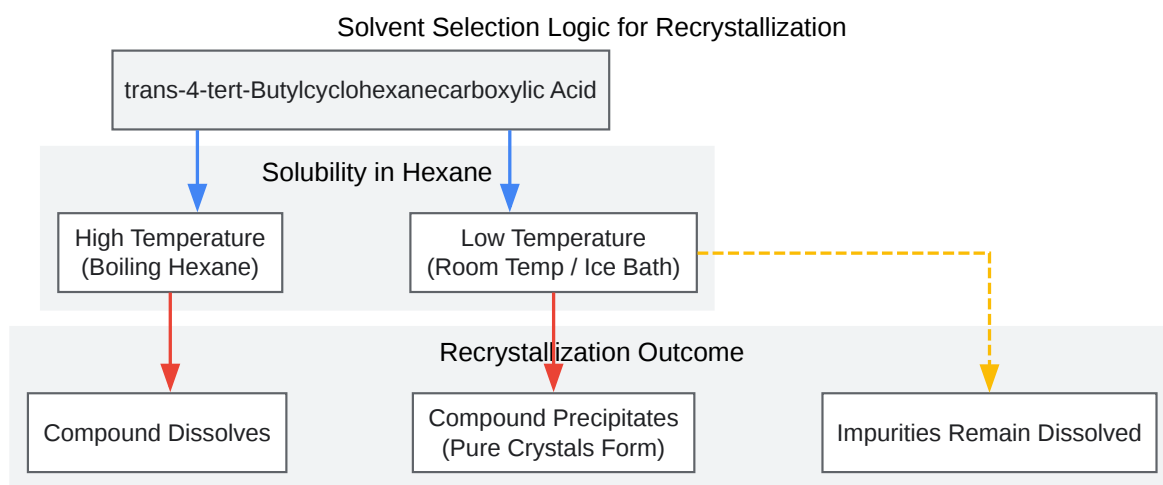 Solvent Selection Logic for Recrystallization
trans-4-tert-Butylcyclohexanecarboxylic Acid
Solubility in Hexane
High Temperature
(Boiling Hexane)
Low Temperature
(Room Temp / Ice Bath)
Recrystallization Outcome
Compound Dissolves
Compound Precipitates
(Pure Crystals Form)
Impurities Remain Dissolved